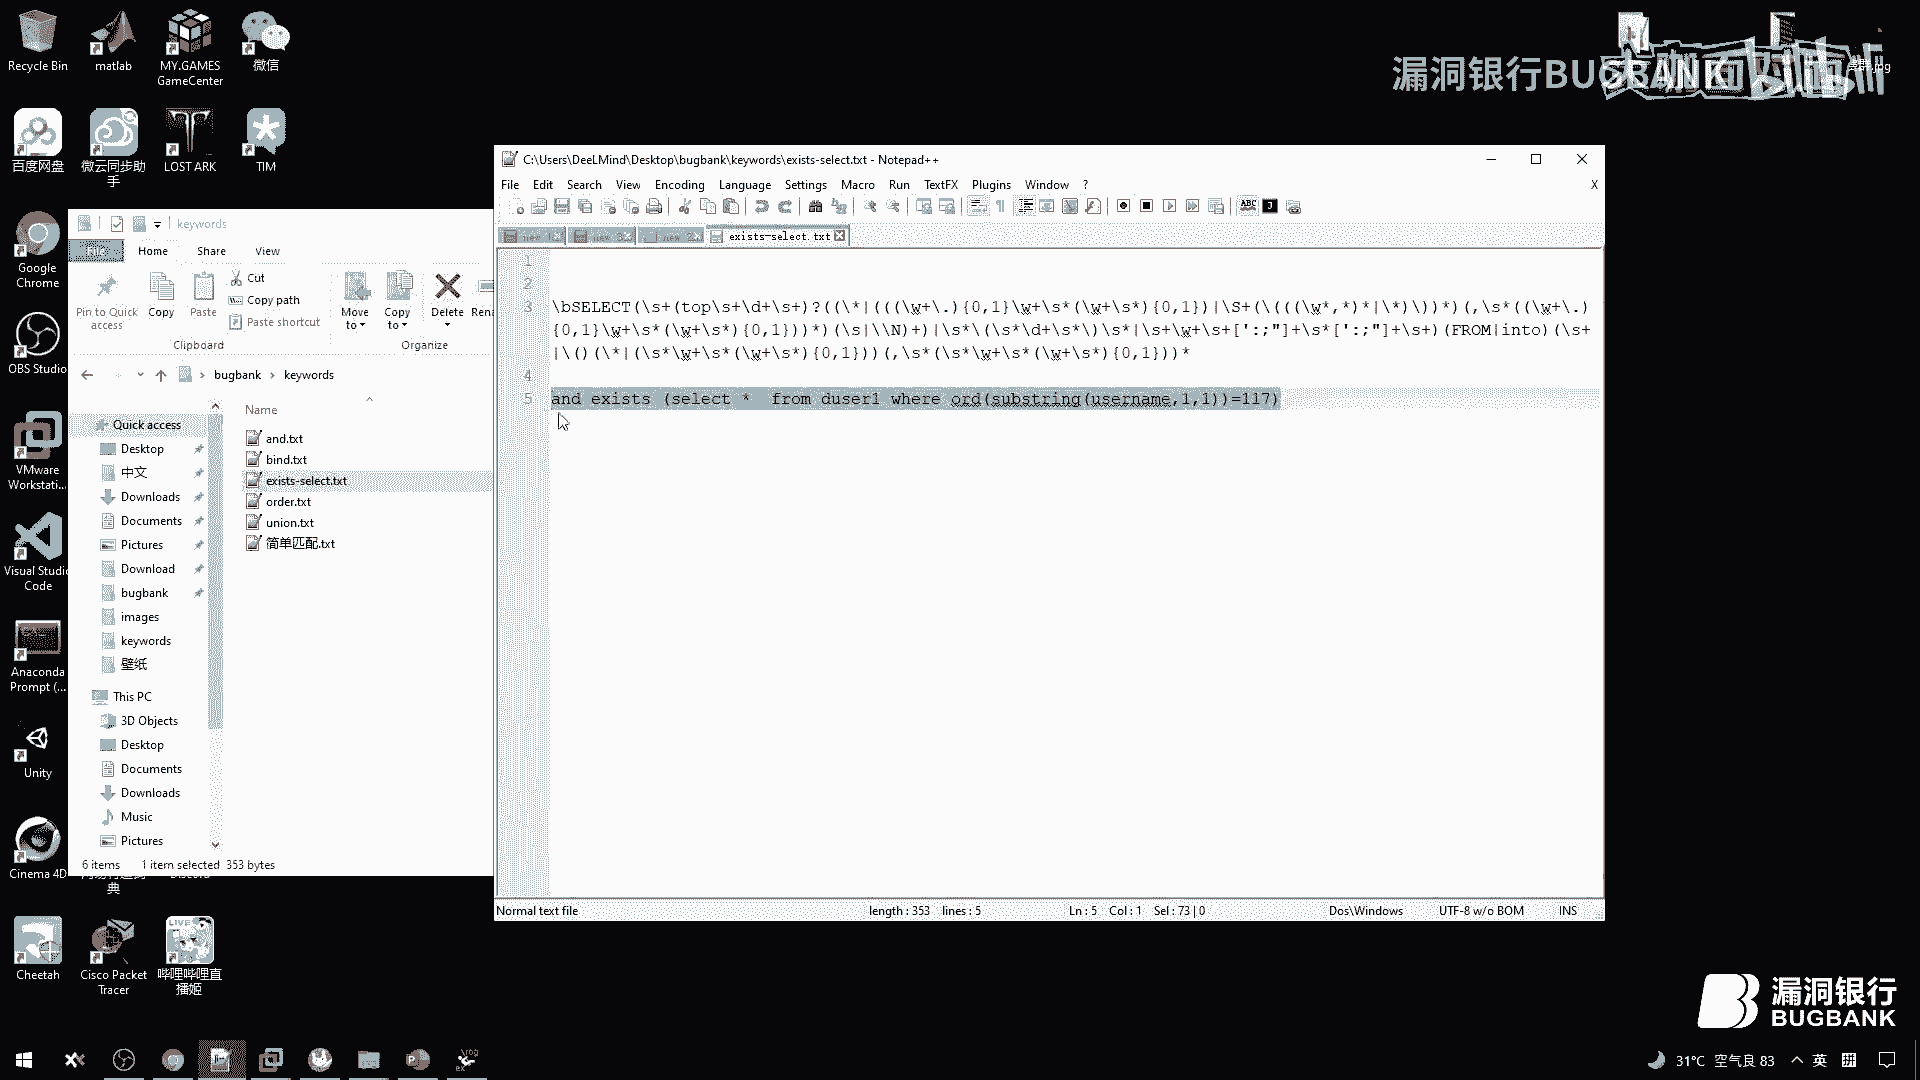 Recycle Bin
matlab
MY.GAMES
GameCenter
微信
百度网盘
微云同步助
手
LOST ARK
TIM
Google
Chrome
OBS Studio
VMware
Workstati...
Visual Studio
Code
Anaconda
Prompt (...
Unity
Cinema 4D
典
Cheetah
Cisco Packet
Tracer
哔哩哔哩直
播姬
漏洞银行BUGBANK
keywords
File
Home
Share
View
Pin to Quick
access
Copy
Paste
Cut
Copy path
Paste shortcut
Move
to
Copy
to
Delete
Clipboard
Organize
bugbank
keywords
Name
Quick access
Desktop
中文
Downloads
Documents
Pictures
Download
bugbank
images
keywords
壁纸
This PC
3D Objects
Desktop
Documents
Downloads
Music
Pictures
and.txt
bind.txt
exists-select.txt
order.txt
union.txt
简单匹配.txt
6 items 1 item selected 353 bytes
C:\Users\DeeLMind\Desktop\bugbank\keywords\exists-select.txt - Notepad++
File Edit Search View Encoding Language Settings Macro Run TextFX Plugins Window ? X
new 1
new 2
exists-select.txt
1
2
3 \bSELECT(\s+(top\s+\d+\s+)?((\*|(((\w+\.){0,1}\w+\s*(\w+\s*){0,1})|\S+(\(((\w*,*)*|\*)\))*)(,\s*((\w+\.)
{0,1}\w+\s*(\w+\s*){0,1}))*)(\s|\\N)+)|\s*\(\s*\d+\s*\)\s*|\s+\w+\s+[':;"]+\s*[':;"]+\s+)(FROM|into)(\s+
|\()(\*|(\s*\w+\s*(\w+\s*){0,1}))(,\s*(\s*\w+\s*(\w+\s*){0,1}))*
4
5 and exists (select *  from duser1 where ord(substring(username,1,1))=117)
Normal text file length : 353 lines : 5 Ln : 5 Col : 1 Sel : 73 | 0 Dos\Windows UTF-8 w/o BOM INS
漏洞银行
BUGBANK
31°C 空气良 83 英